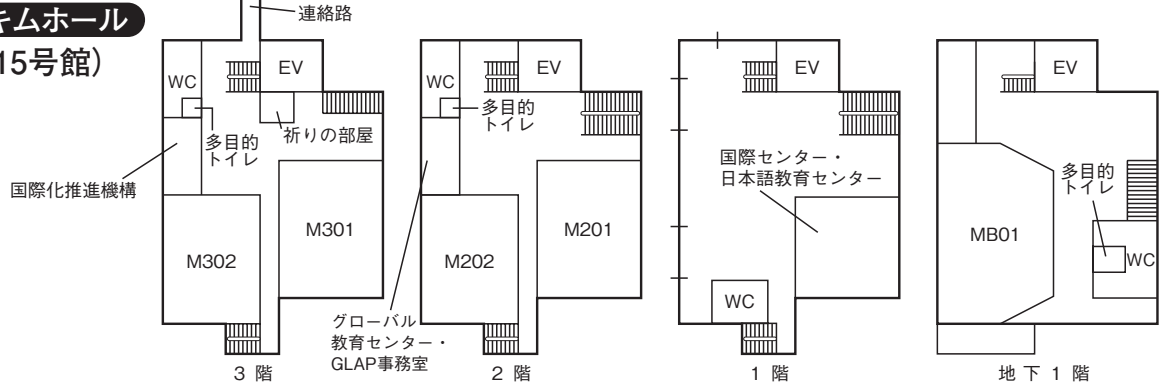 キムホール
15号館）
連絡路
WC
EV
多目的
トイレ
祈りの部屋
国際化推進機構
M301
M302
3 階
WC
EV
多目的
トイレ
M201
M202
グローバル
教育センター・
GLAP事務室
2 階
EV
国際センター・
日本語教育センター
WC
1 階
EV
多目的
トイレ
MB01
WC
地 下 1 階